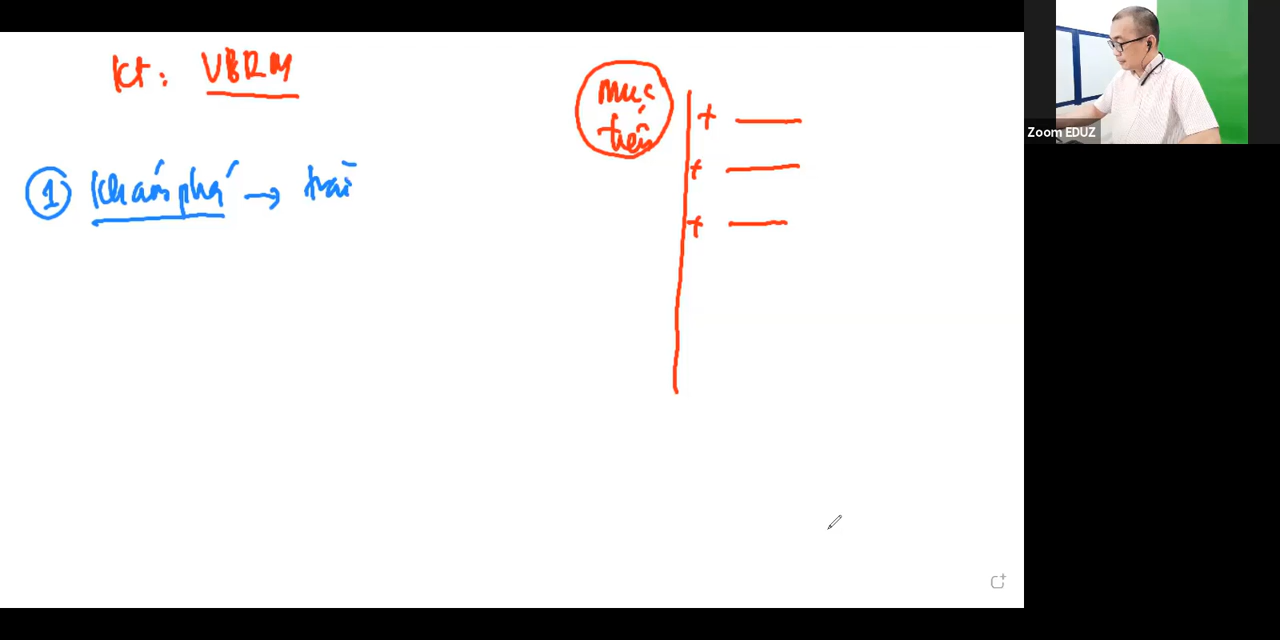 Kt: VBRM
① Khám phá → trải
mục
tiêu
+
+
+
Zoom EDUZ